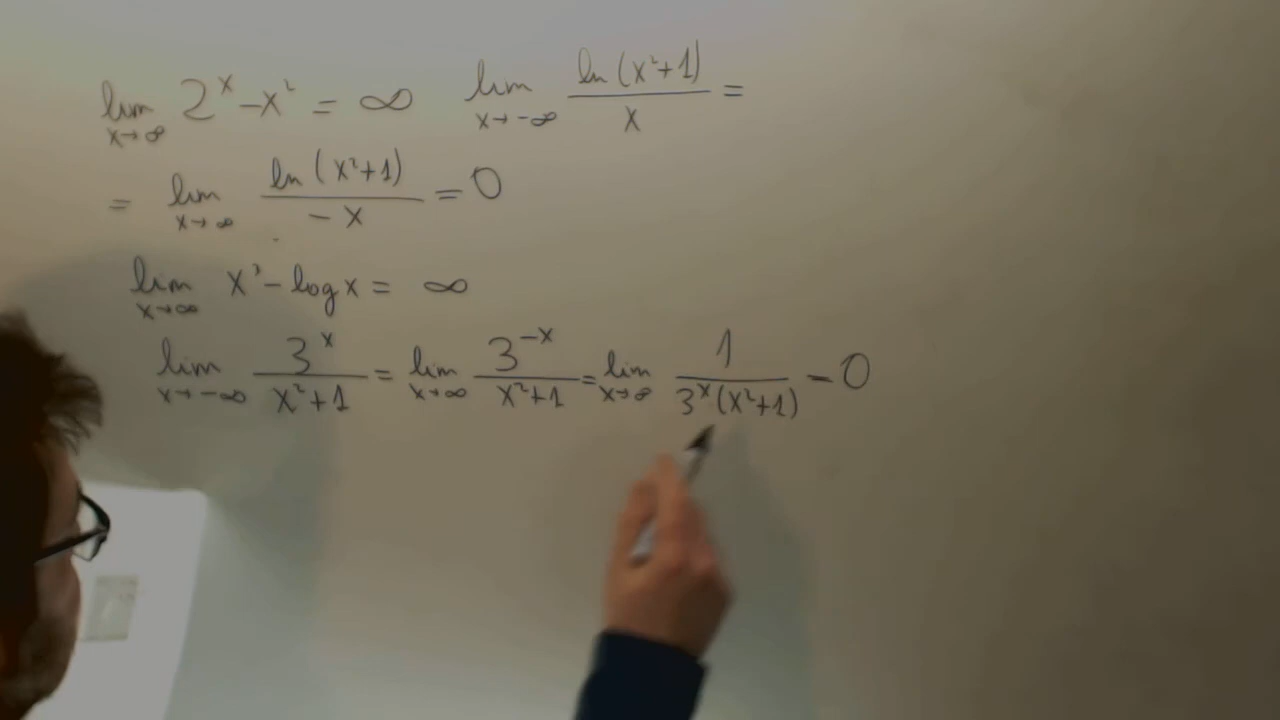 lim x→∞ 2^x - x² = ∞ lim x→-∞ ln(x²+1)/x =
= lim x→∞ ln(x²+1)/-x = 0
lim x→∞ x³ - log x = ∞
lim x→-∞ 3^x/x²+1 = lim x→∞ 3^-x/x²+1 = lim x→∞ 1/3^x(x²+1) = 0